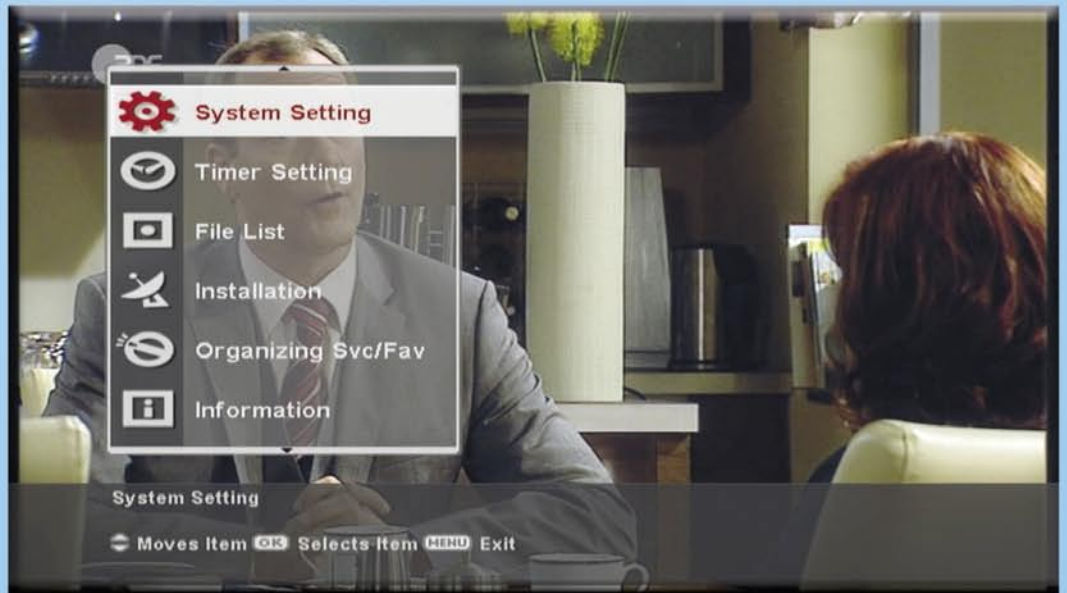 System Setting
Timer Setting
File List
Installation
Organizing Svc/Fav
Information
System Setting
Moves Item OK Selects Item MENU Exit